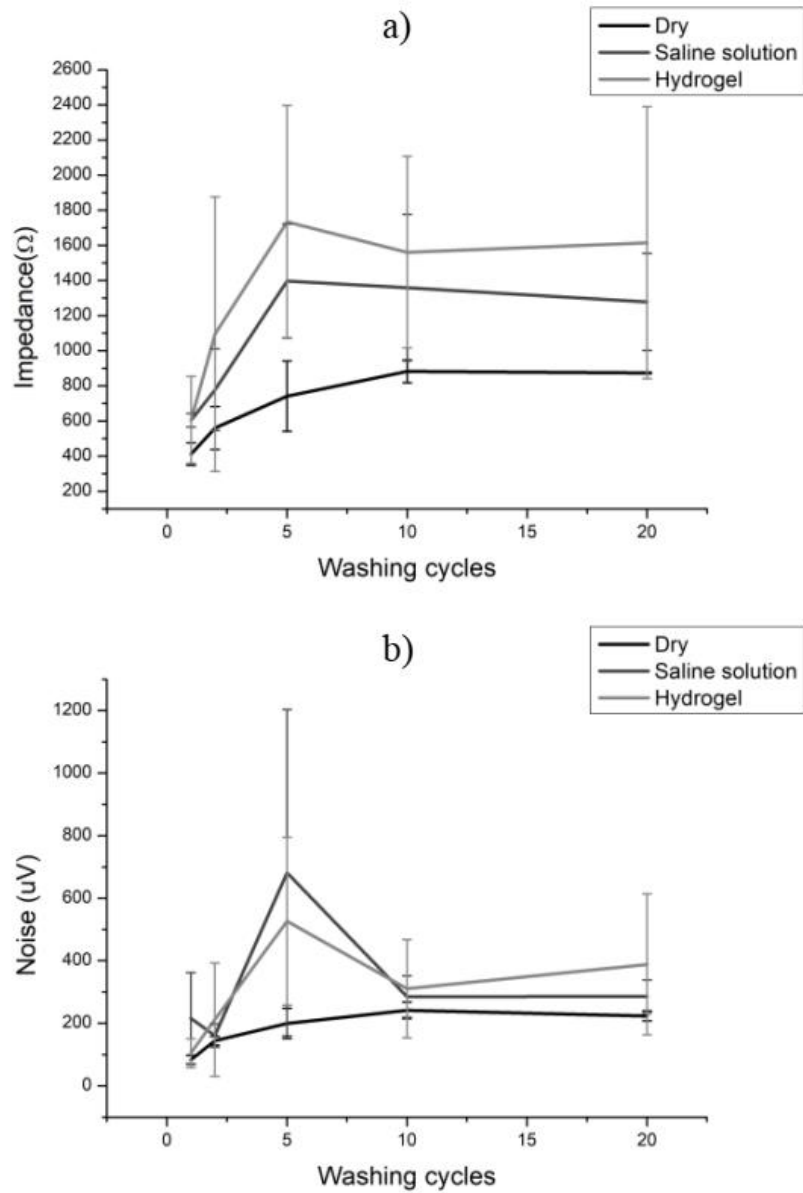 a)
Dry
Saline solution
Hydrogel
2600
2400
2200
2000
1800
1600
1400
1200
1000
800
600
400
200
Impedance(Ω)
0 5 10 15 20
Washing cycles
b)
Dry
Saline solution
Hydrogel
1200
1000
800
600
400
200
0
Noise (uV)
0 5 10 15 20
Washing cycles